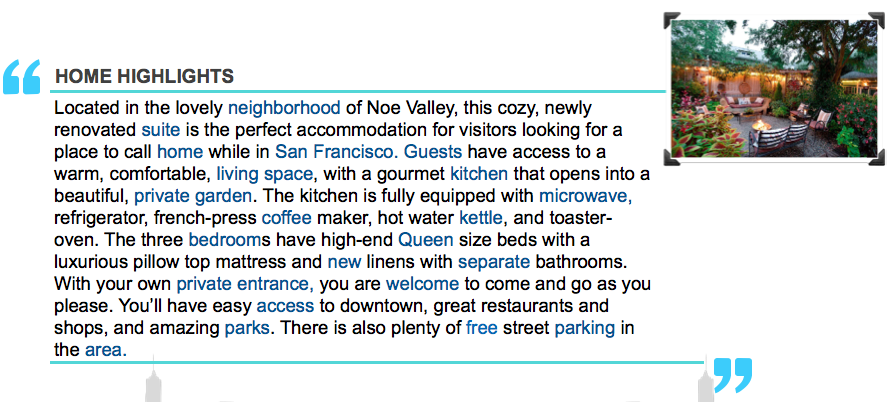 HOME HIGHLIGHTS
Located in the lovely neighborhood of Noe Valley, this cozy, newly
renovated suite is the perfect accommodation for visitors looking for a
place to call home while in San Francisco. Guests have access to a
warm, comfortable, living space, with a gourmet kitchen that opens into a
beautiful, private garden. The kitchen is fully equipped with microwave,
refrigerator, french-press coffee maker, hot water kettle, and toaster-
oven. The three bedrooms have high-end Queen size beds with a
luxurious pillow top mattress and new linens with separate bathrooms.
With your own private entrance, you are welcome to come and go as you
please. You’ll have easy access to downtown, great restaurants and
shops, and amazing parks. There is also plenty of free street parking in
the area.